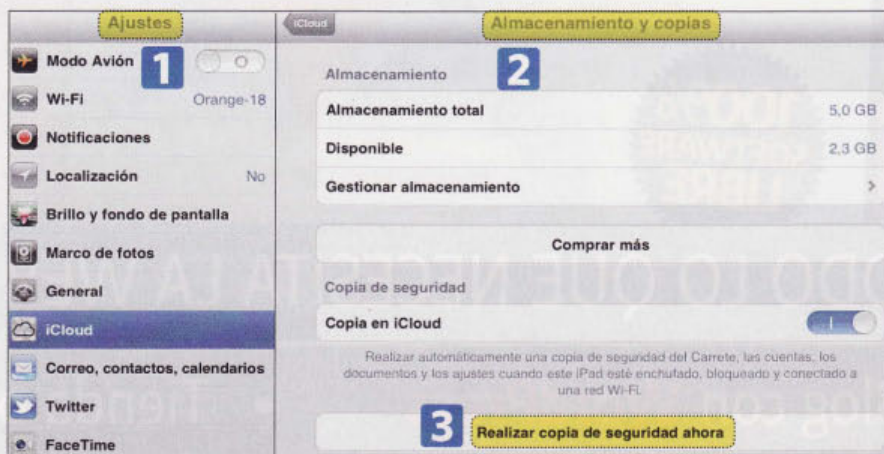 Ajustes
Modo Avión
1
Wi-Fi Orange-18
Notificaciones
Localización No
Brillo y fondo de pantalla
Marco de fotos
General
iCloud
Correo, contactos, calendarios
Twitter
FaceTime
iCloud
Almacenamiento y copias
2
Almacenamiento
Almacenamiento total 5,0 GB
Disponible 2,3 GB
Gestionar almacenamiento >
Comprar más
Copia de seguridad
Copia en iCloud
Realizar automáticamente una copia de seguridad del Carrete, las cuentas, los
documentos y los ajustes cuando este iPad esté enchufado, bloqueado y conectado a
una red Wi-Fi.
3 Realizar copia de seguridad ahora